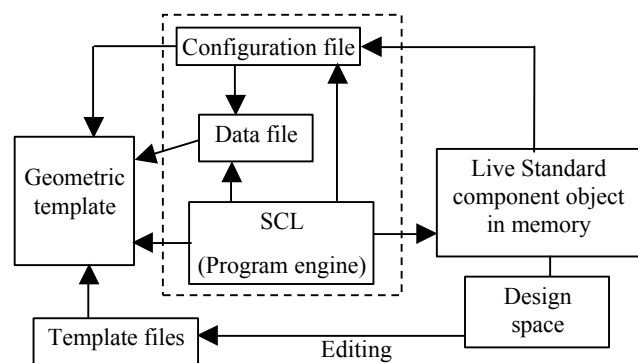 Configuration file
Data file
Geometric
template
SCL
(Program engine)
Live Standard
component object
in memory
Design
space
Template files
Editing